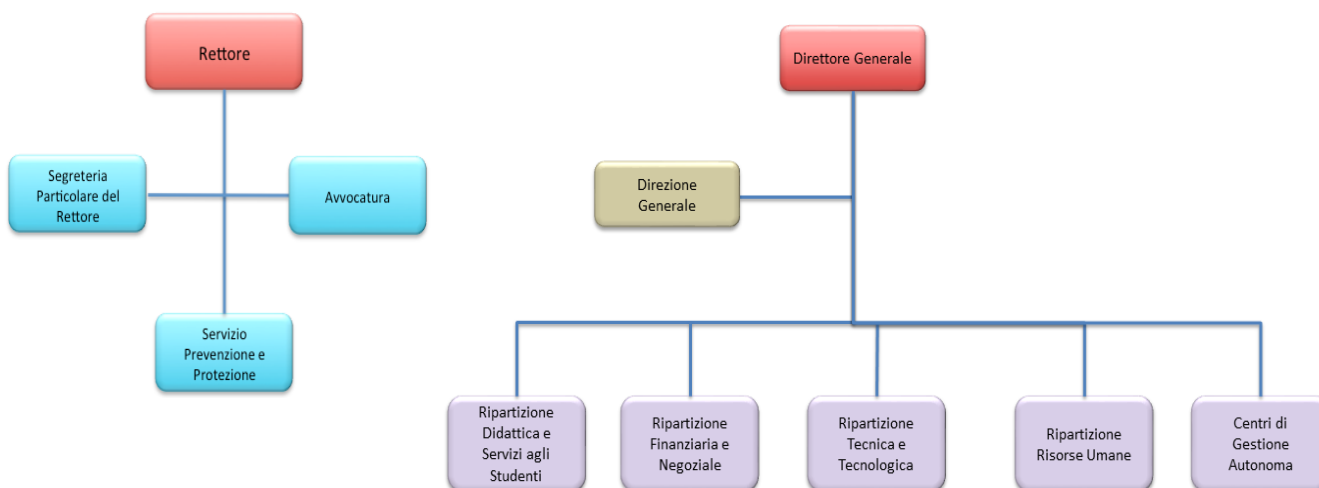 Rettore
Direttore Generale
Segreteria
Particolare del
Rettore
Avvocatura
Direzione
Generale
Servizio
Prevenzione e
Protezione
Ripartizione
Didattica e
Servizi agli
Studenti
Ripartizione
Finanziaria e
Negoziale
Ripartizione
Tecnica e
Tecnologica
Ripartizione
Risorse Umane
Centri di
Gestione
Autonoma